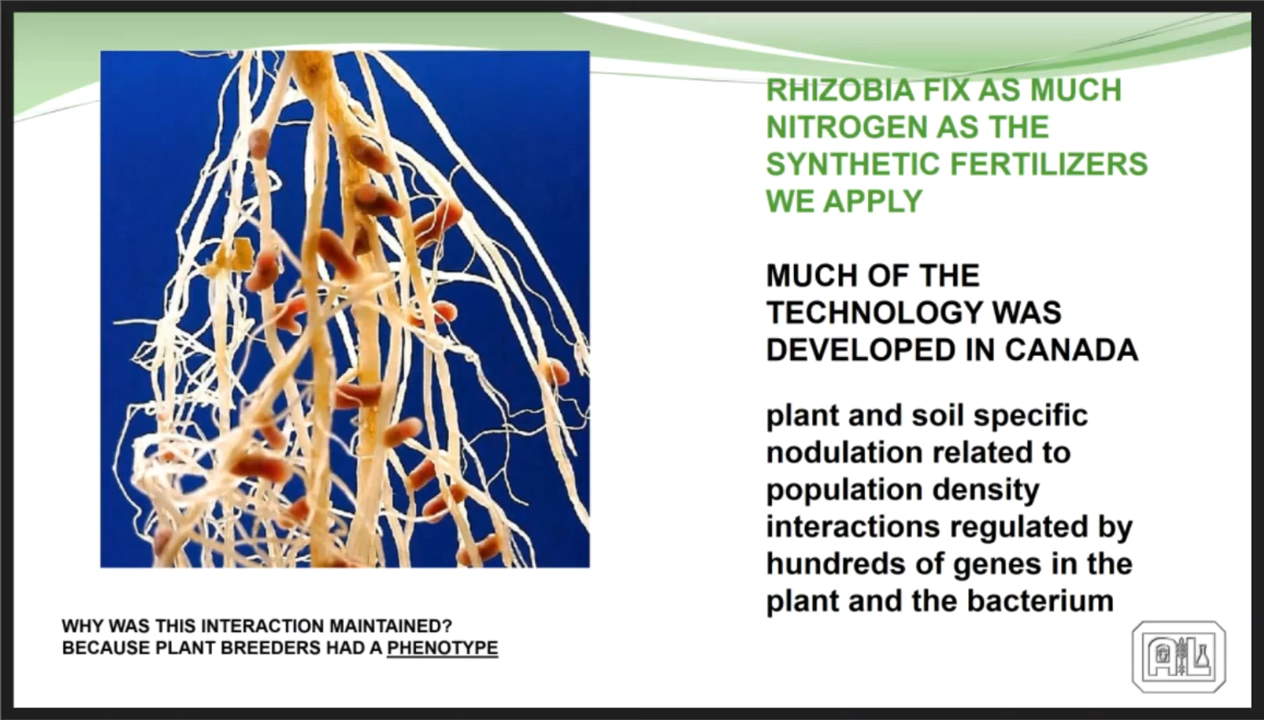 RHIZOBIA FIX AS MUCH
NITROGEN AS THE
SYNTHETIC FERTILIZERS
WE APPLY
MUCH OF THE
TECHNOLOGY WAS
DEVELOPED IN CANADA
plant and soil specific
nodulation related to
population density
interactions regulated by
hundreds of genes in the
plant and the bacterium
WHY WAS THIS INTERACTION MAINTAINED?
BECAUSE PLANT BREEDERS HAD A PHENOTYPE